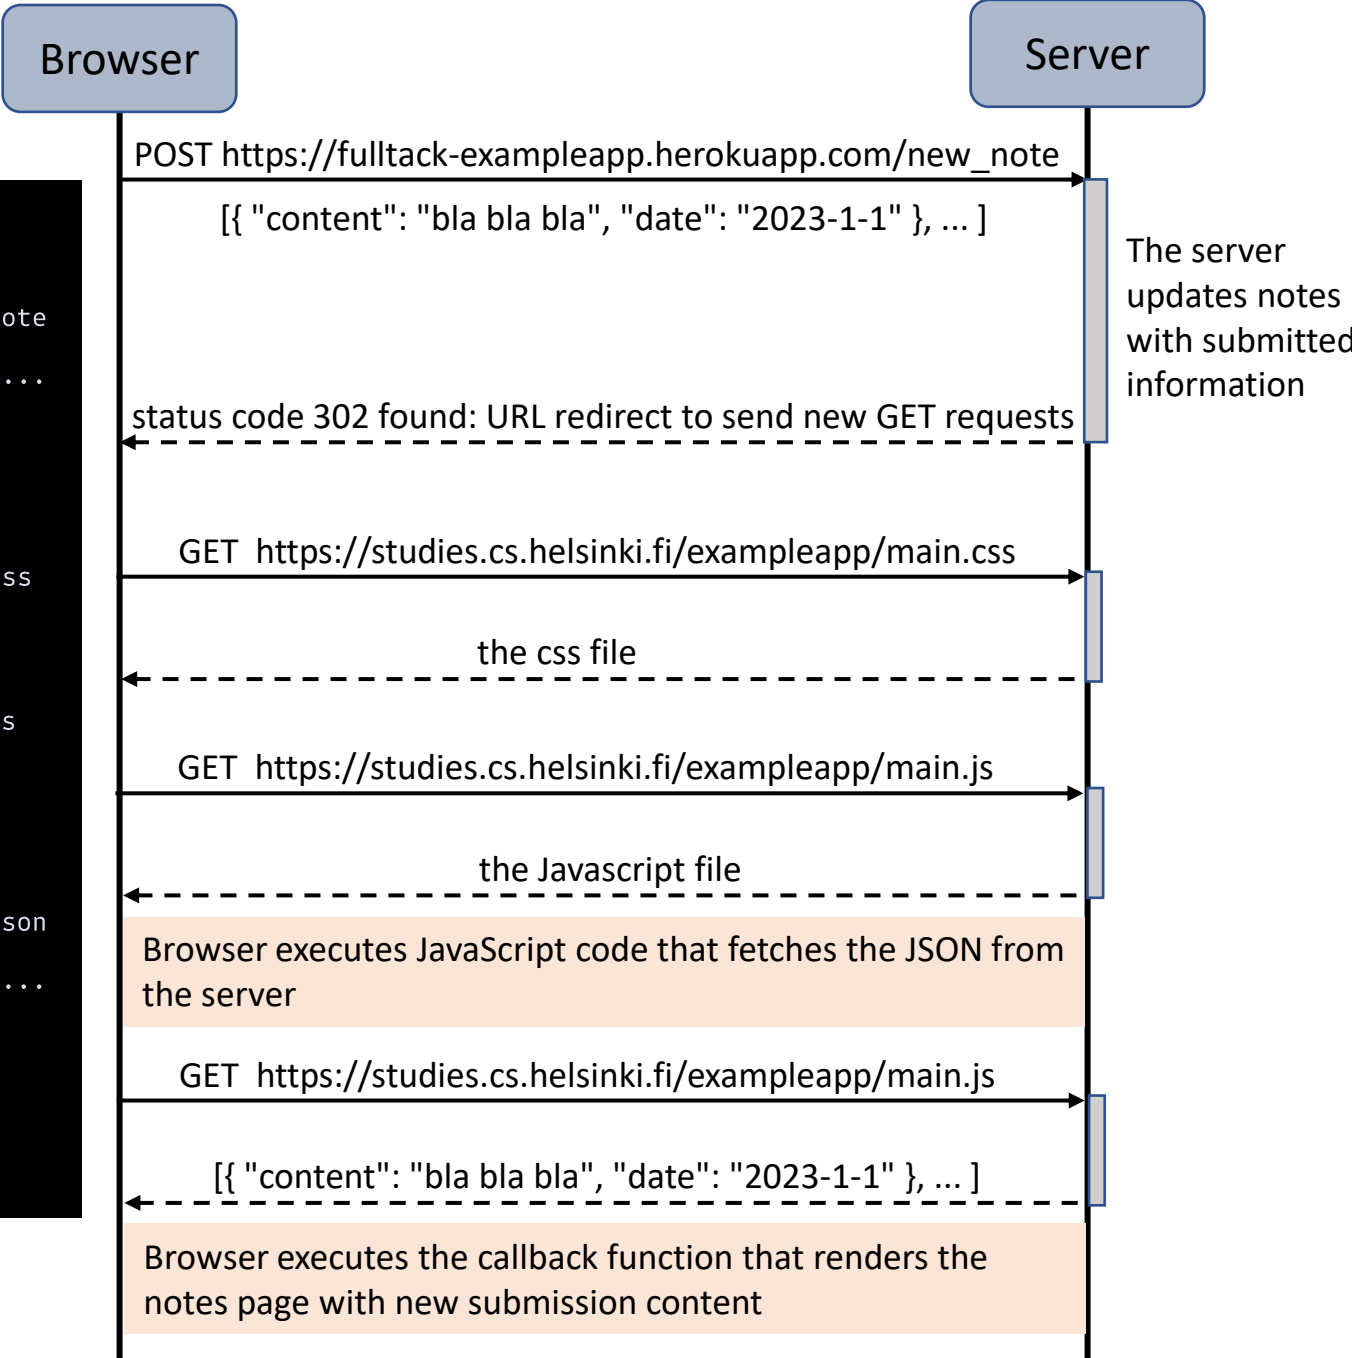 Browser
Server
POST https://fulltack-exampleapp.herokuapp.com/new_note
[{ "content": "bla bla bla", "date": "2023-1-1" }, ... ]
The server
updates notes
with submitted
information
ote
...
status code 302 found: URL redirect to send new GET requests
GET  https://studies.cs.helsinki.fi/exampleapp/main.css
ss
the css file
s
GET  https://studies.cs.helsinki.fi/exampleapp/main.js
the Javascript file
son
...
Browser executes JavaScript code that fetches the JSON from
the server
GET  https://studies.cs.helsinki.fi/exampleapp/main.js
[{ "content": "bla bla bla", "date": "2023-1-1" }, ... ]
Browser executes the callback function that renders the
notes page with new submission content